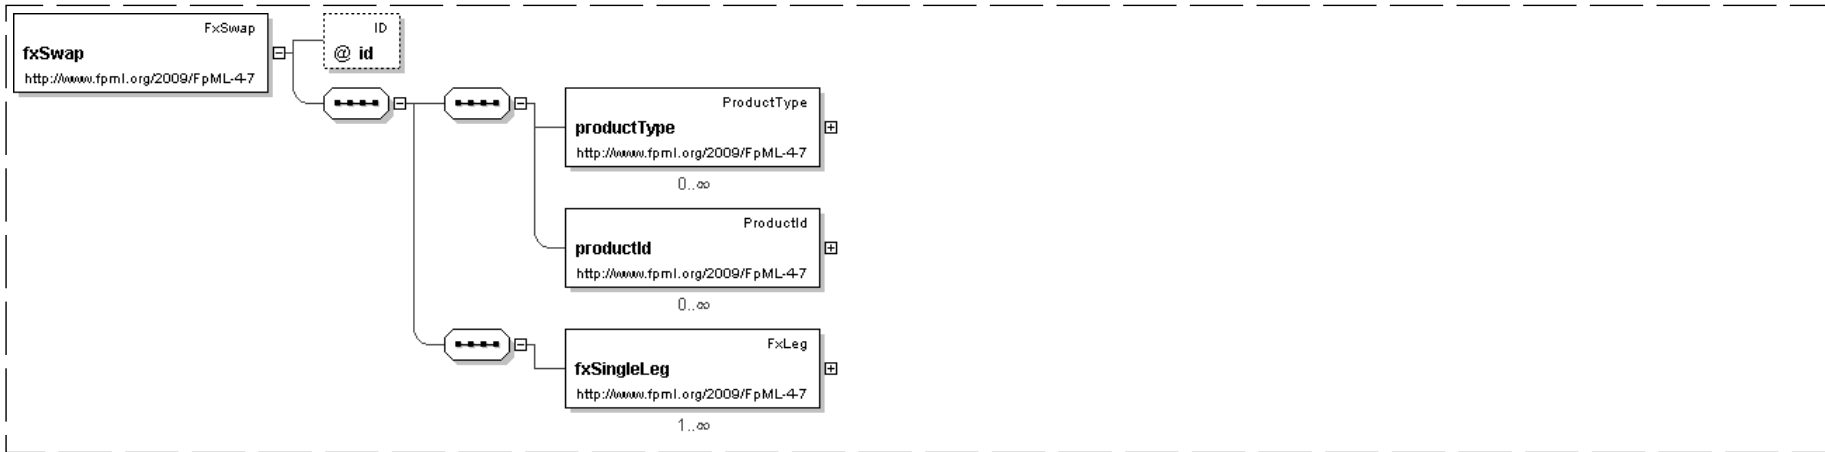 FxSwap
fxSwap
http://www.fpml.org/2009/FpML-4-7
ID
@ id
ProductType
productType
http://www.fpml.org/2009/FpML-4-7
0..∞
ProductId
productId
http://www.fpml.org/2009/FpML-4-7
0..∞
FxLeg
fxSingleLeg
http://www.fpml.org/2009/FpML-4-7
1..∞